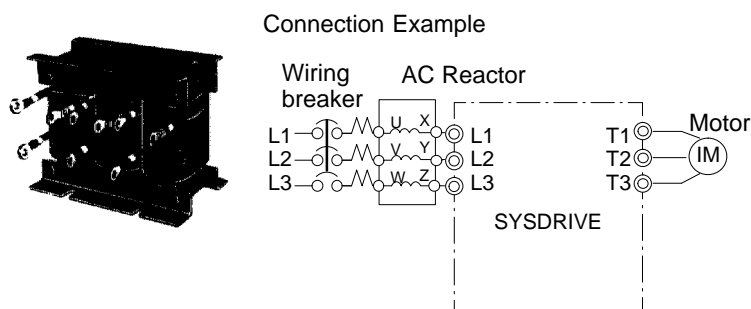 Connection Example
Wiring
breaker
AC Reactor
L1
U
X
L1
T1
Motor
L2
V
Y
L2
T2
IM
L3
W
Z
L3
T3
SYSDRIVE